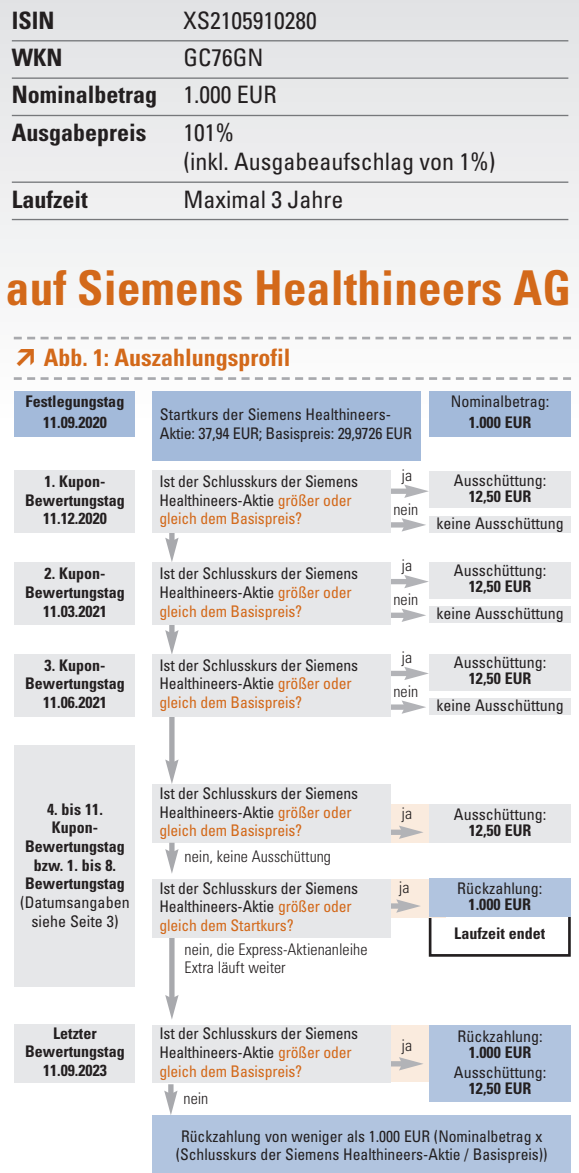 ISIN XS2105910280
WKN GC76GN
Nominalbetrag 1.000 EUR
Ausgabepreis 101%
(inkl. Ausgabeaufschlag von 1%)
Laufzeit Maximal 3 Jahre
auf Siemens Healthineers AG
Abb. 1: Auszahlungsprofil
Festlegungstag
11.09.2020
Startkurs der Siemens Healthineers-
Aktie: 37,94 EUR; Basispreis: 29,9726 EUR
Nominalbetrag:
1.000 EUR
1. Kupon-
Bewertungstag
11.12.2020
Ist der Schlusskurs der Siemens
Healthineers-Aktie größer oder
gleich dem Basispreis?
ja
Ausschüttung:
12,50 EUR
nein
keine Ausschüttung
2. Kupon-
Bewertungstag
11.03.2021
Ist der Schlusskurs der Siemens
Healthineers-Aktie größer oder
gleich dem Basispreis?
ja
Ausschüttung:
12,50 EUR
nein
keine Ausschüttung
3. Kupon-
Bewertungstag
11.06.2021
Ist der Schlusskurs der Siemens
Healthineers-Aktie größer oder
gleich dem Basispreis?
ja
Ausschüttung:
12,50 EUR
nein
keine Ausschüttung
4. bis 11.
Kupon-
Bewertungstag
bzw. 1. bis 8.
Bewertungstag
(Datumsangaben
siehe Seite 3)
Ist der Schlusskurs der Siemens
Healthineers-Aktie größer oder
gleich dem Basispreis?
ja
Ausschüttung:
12,50 EUR
nein, keine Ausschüttung
Ist der Schlusskurs der Siemens
Healthineers-Aktie größer oder
gleich dem Startkurs?
ja
Rückzahlung:
1.000 EUR
Laufzeit endet
nein, die Express-Aktienanleihe
Extra läuft weiter
Letzter
Bewertungstag
11.09.2023
Ist der Schlusskurs der Siemens
Healthineers-Aktie größer oder
gleich dem Basispreis?
ja
Rückzahlung:
1.000 EUR
Ausschüttung:
12,50 EUR
nein
Rückzahlung von weniger als 1.000 EUR (Nominalbetrag x
(Schlusskurs der Siemens Healthineers-Aktie / Basispreis))